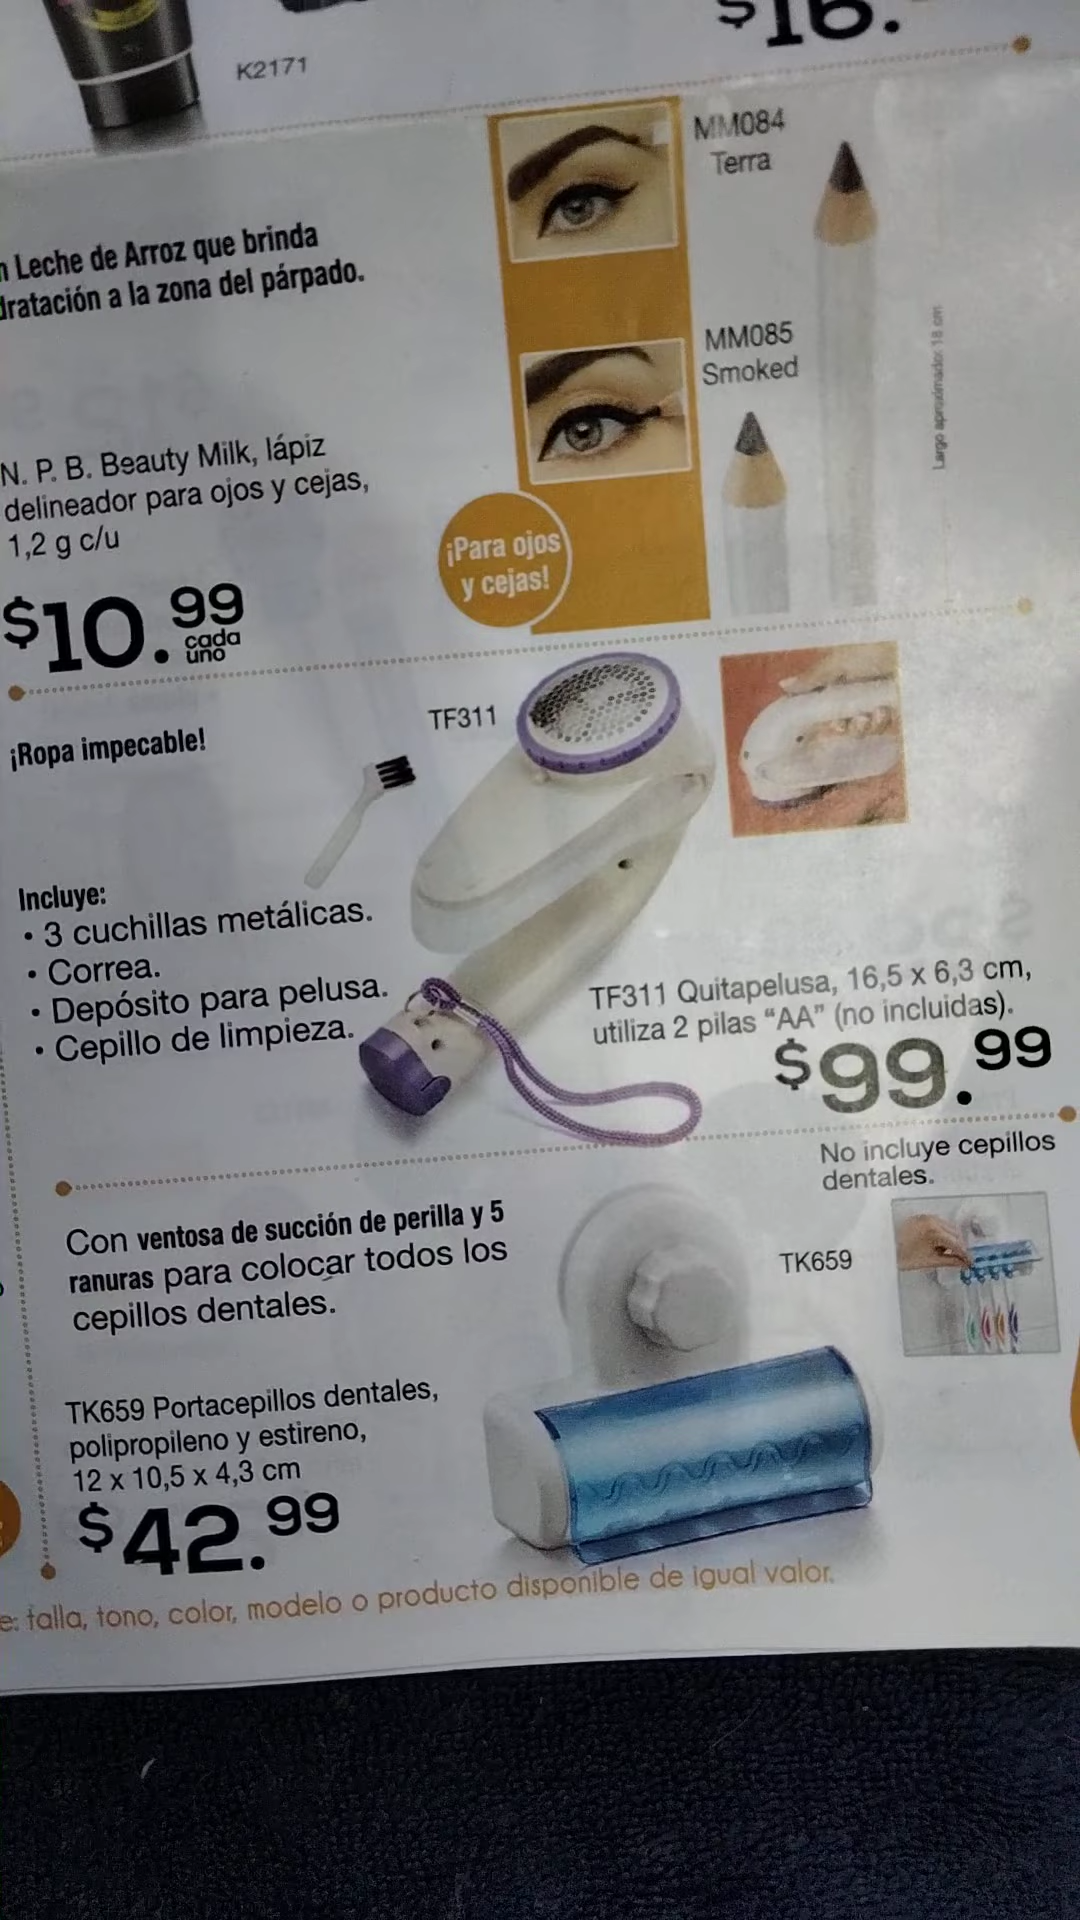 K2171
$16.
MM084
Terra
Leche de Arroz que brinda
a la zona del párpado.
MM085
Smoked
Largo aproximado: 18 cm
N. P. B. Beauty Milk, lápiz
delineador para ojos y cejas,
1,2 g c/u
¡Para ojos
y cejas!
$10.99
cada
uno
¡Ropa impecable!
TF311
Incluye:
• 3 cuchillas metálicas.
• Correa.
• Depósito para pelusa.
• Cepillo de limpieza.
TF311 Quitapelusa, 16,5 x 6,3 cm,
utiliza 2 pilas “AA” (no incluidas).
$99.99
No incluye cepillos
dentales.
Con ventosa de succión de perilla y 5
ranuras para colocar todos los
cepillos dentales.
TK659
TK659 Portacepillos dentales,
polipropileno y estireno,
12 x 10,5 x 4,3 cm
$42.99
talla, tono, color, modelo o producto disponible de igual valor.